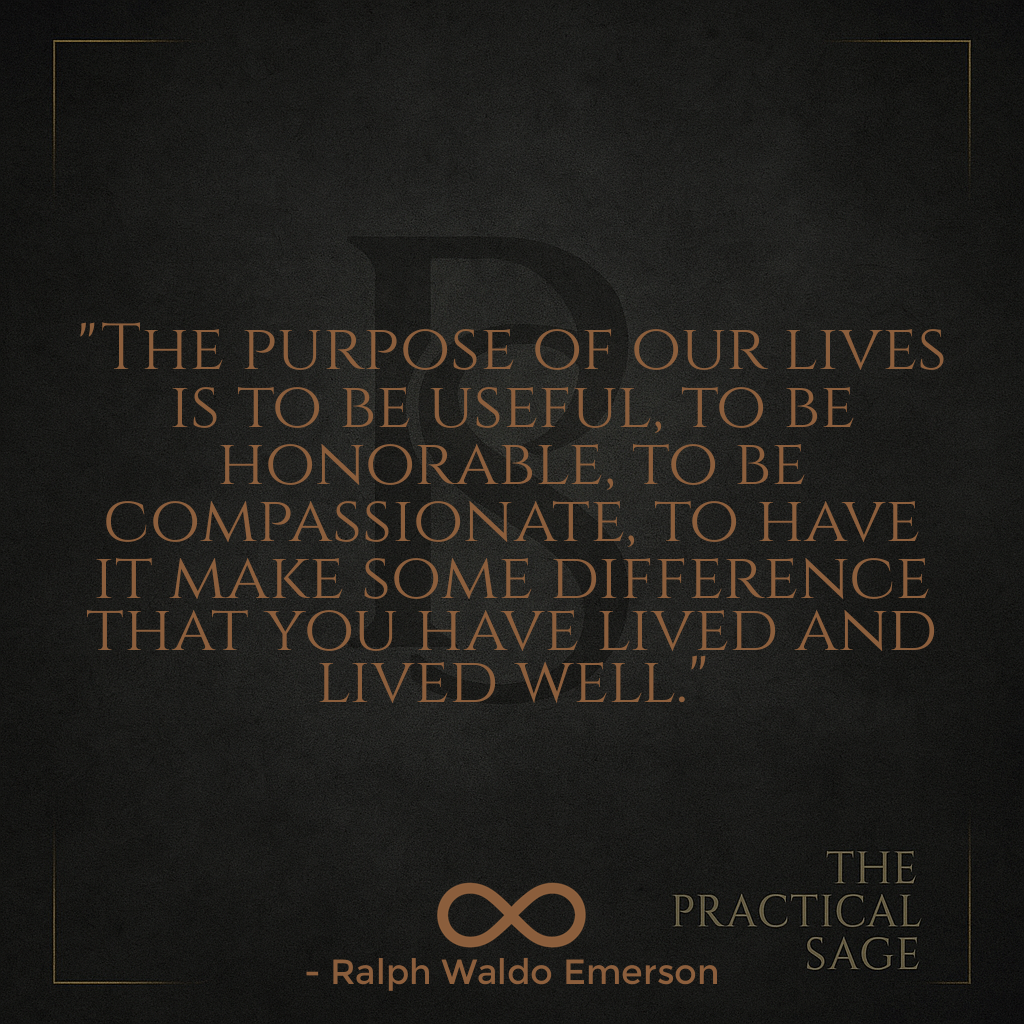 "The purpose of our lives
is to be useful, to be
honorable, to be
compassionate, to have
it make some difference
that you have lived and
lived well."
THE
PRACTICAL
SAGE
- Ralph Waldo Emerson